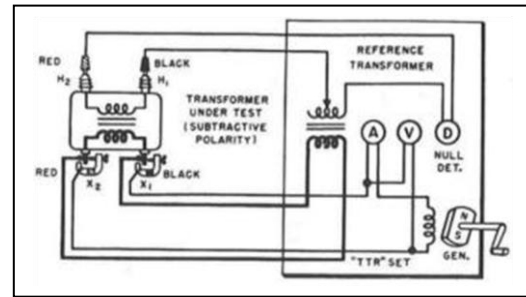 RED
BLACK
H2
H1
REFERENCE
TRANSFORMER
TRANSFORMER
UNDER TEST
(SUBTRACTIVE
POLARITY)
A
V
D
NULL
DET.
RED
X2
X1
BLACK
N
S
"TTR" SET
GEN.